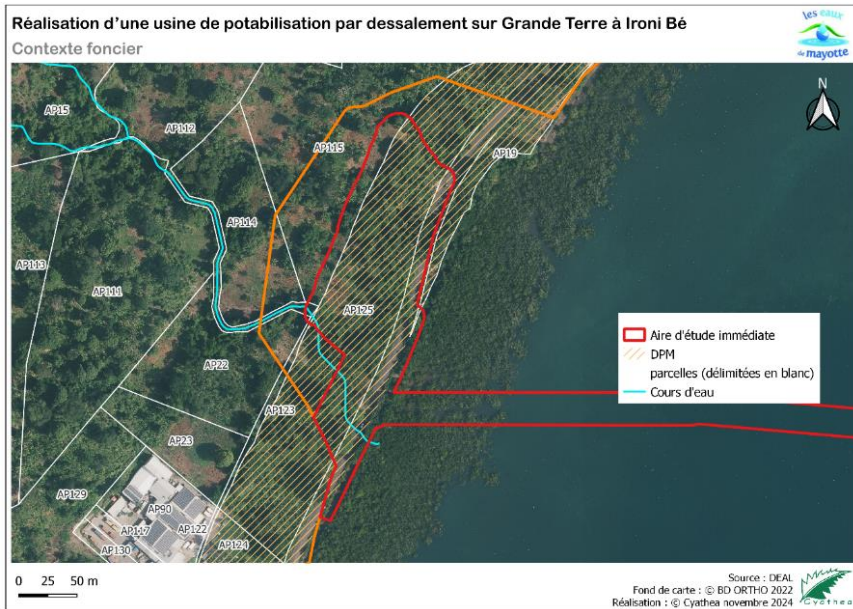 Réalisation d'une usine de potabilisation par dessalement sur Grande Terre à Ironi Bé
Contexte foncier
les eaux
de mayotte
N
AP15
AP112
AP115
AP19
AP114
AP113
AP111
AP125
AP22
AP123
AP23
AP129
AP90
AP117
AP122
AP130
AP124
Aire d'étude immédiate
DPM
parcelles (délimitées en blanc)
Cours d'eau
0 25 50 m
Source : DEAL
Fond de carte : © BD ORTHO 2022
Réalisation : © Cyathea novembre 2024
Cyathea